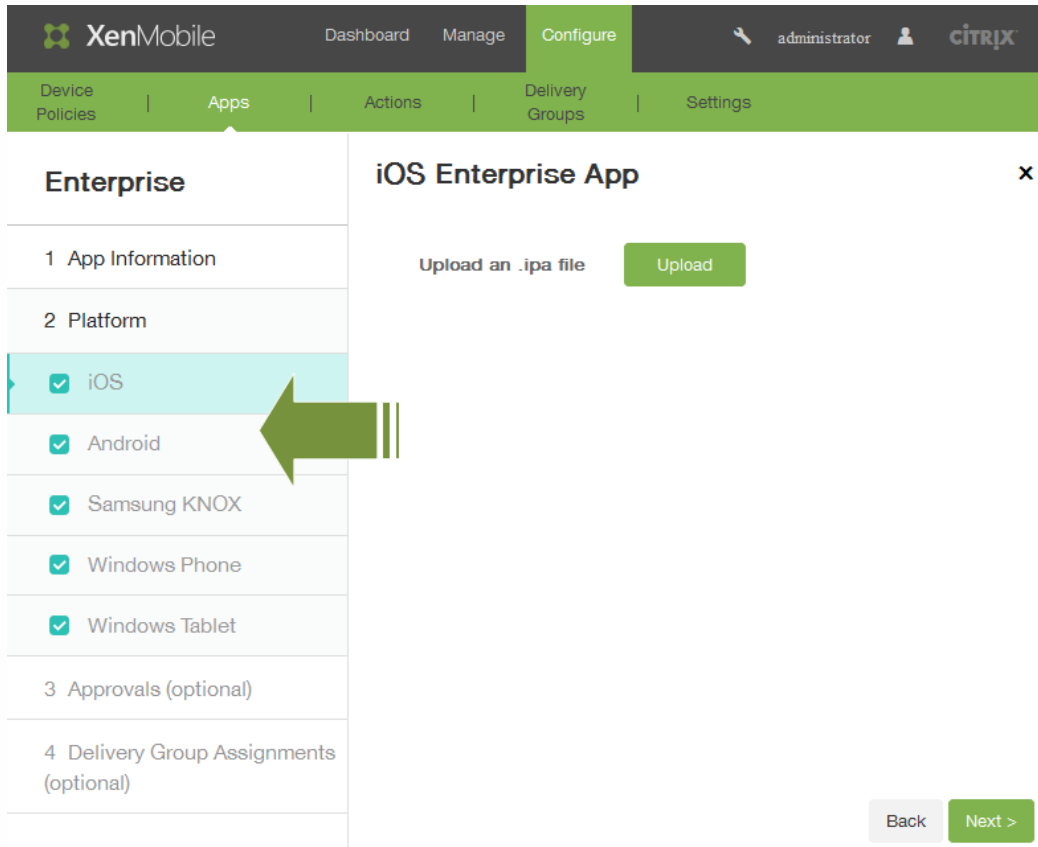 XenMobile Dashboard Manage Configure administrator CİTRIX
Device Policies | Apps | Actions | Delivery Groups | Settings
Enterprise
1 App Information
2 Platform
iOS
Android
Samsung KNOX
Windows Phone
Windows Tablet
3 Approvals (optional)
4 Delivery Group Assignments
(optional)
iOS Enterprise App x
Upload an .ipa file Upload
Back Next >